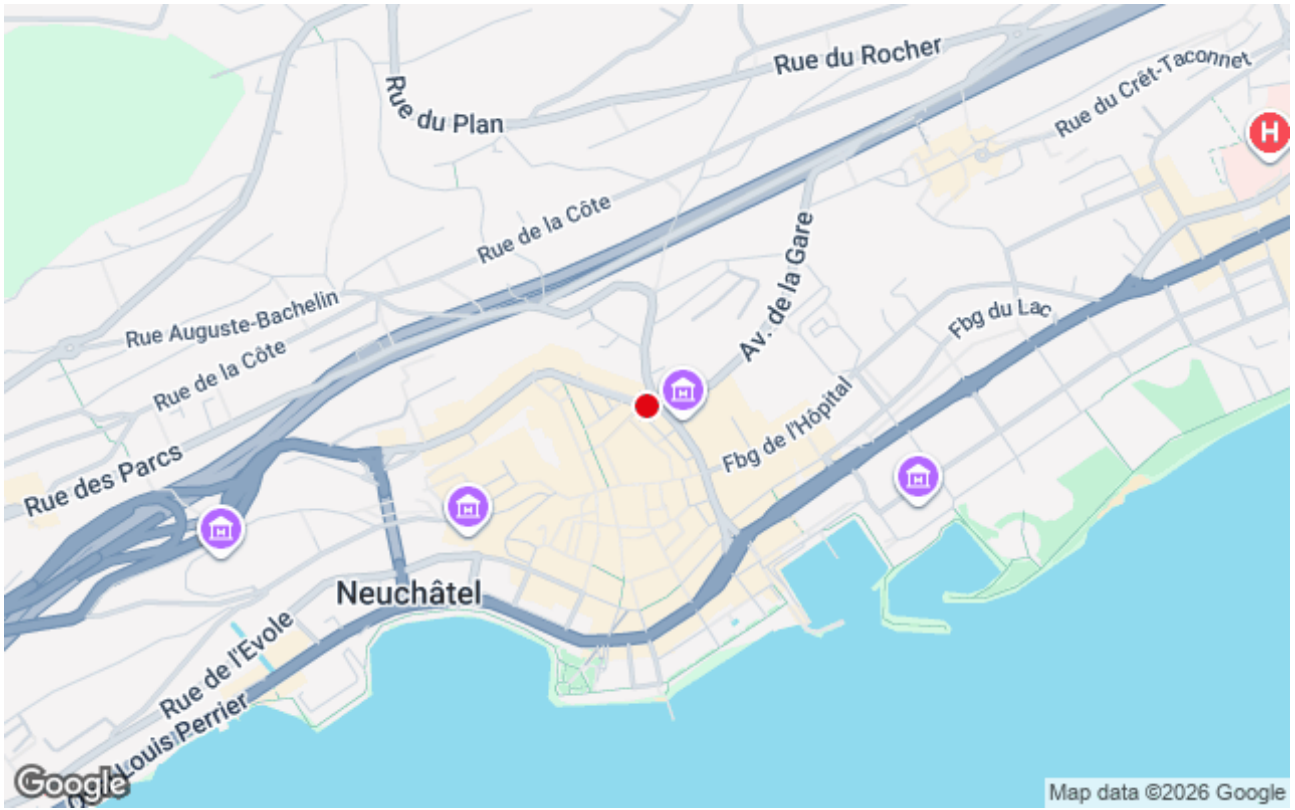 Rue du Rocher
Rue du Crêt-Taconnet
Rue du Plan
H
Rue de la Côte
Av. de la Gare
Rue Auguste-Bachelin
Fbg du Lac
Rue de la Côte
H
Fbg de l'Hôpital
Rue des Parcs
H
H
H
Neuchâtel
Rue de l'Evole
Louis Perrier
Google
Map data ©2026 Google